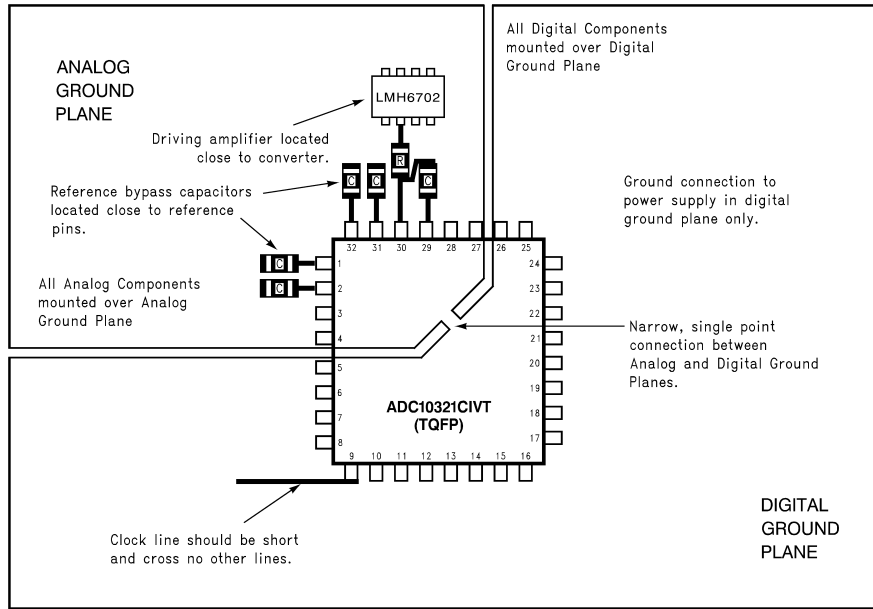 All Digital Components
mounted over Digital
Ground Plane
ANALOG
GROUND
PLANE
LMH6702
Driving amplifier located
close to converter.
R
C
C
C
Reference bypass capacitors
located close to reference
pins.
Ground connection to
power supply in digital
ground plane only.
32 31 30 29 28 27 26 25
C
C
All Analog Components
mounted over Analog
Ground Plane
1
2
3
4
5
6
7
8
24
23
22
21
20
19
18
17
Narrow, single point
connection between
Analog and Digital Ground
Planes.
ADC10321CIVT
(TQFP)
9 10 11 12 13 14 15 16
Clock line should be short
and cross no other lines.
DIGITAL
GROUND
PLANE